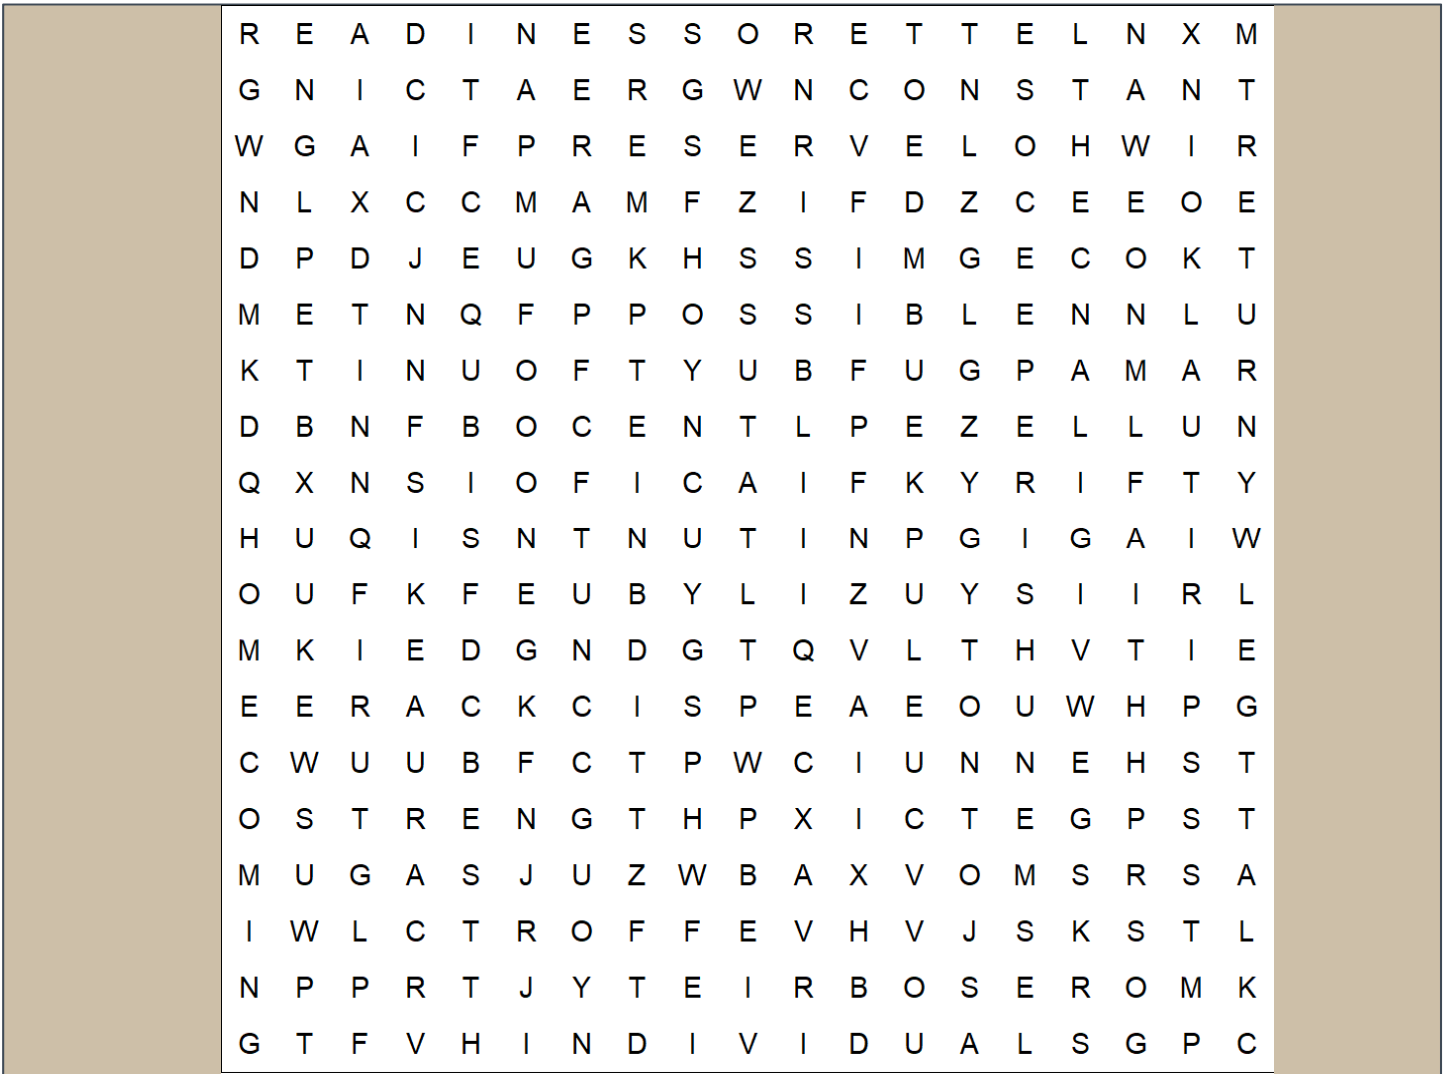 R E A D I N E S S O R E T T E L N X M
G N I C T A E R G W N C O N S T A N T
W G A I F P R E S E R V E L O H W I R
N L X C C M A M F Z I F D Z C E E O E
D P D J E U G K H S S I M G E C O K T
M E T N Q F P P O S S I B L E N N L U
K T I N U O F T Y U B F U G P A M A R
D B N F B O C E N T L P E Z E L L U N
Q X N S I O F I C A I F K Y R I F T Y
H U Q I S N T N U T I N P G I G A I W
O U F K F E U B Y L I Z U Y S I I R L
M K I E D G N D G T Q V L T H V T I E
E E R A C K C I S P E A E O U W H P G
C W U U B F C T P W C I U N N E H S T
O S T R E N G T H P X I C T E G P S T
M U G A S J U Z W B A X V O M S R S A
I W L C T R O F F E V H V J S K S T L
N P P R T J Y T E I R B O S E R O M K
G T F V H I N D I V I D U A L S G P C